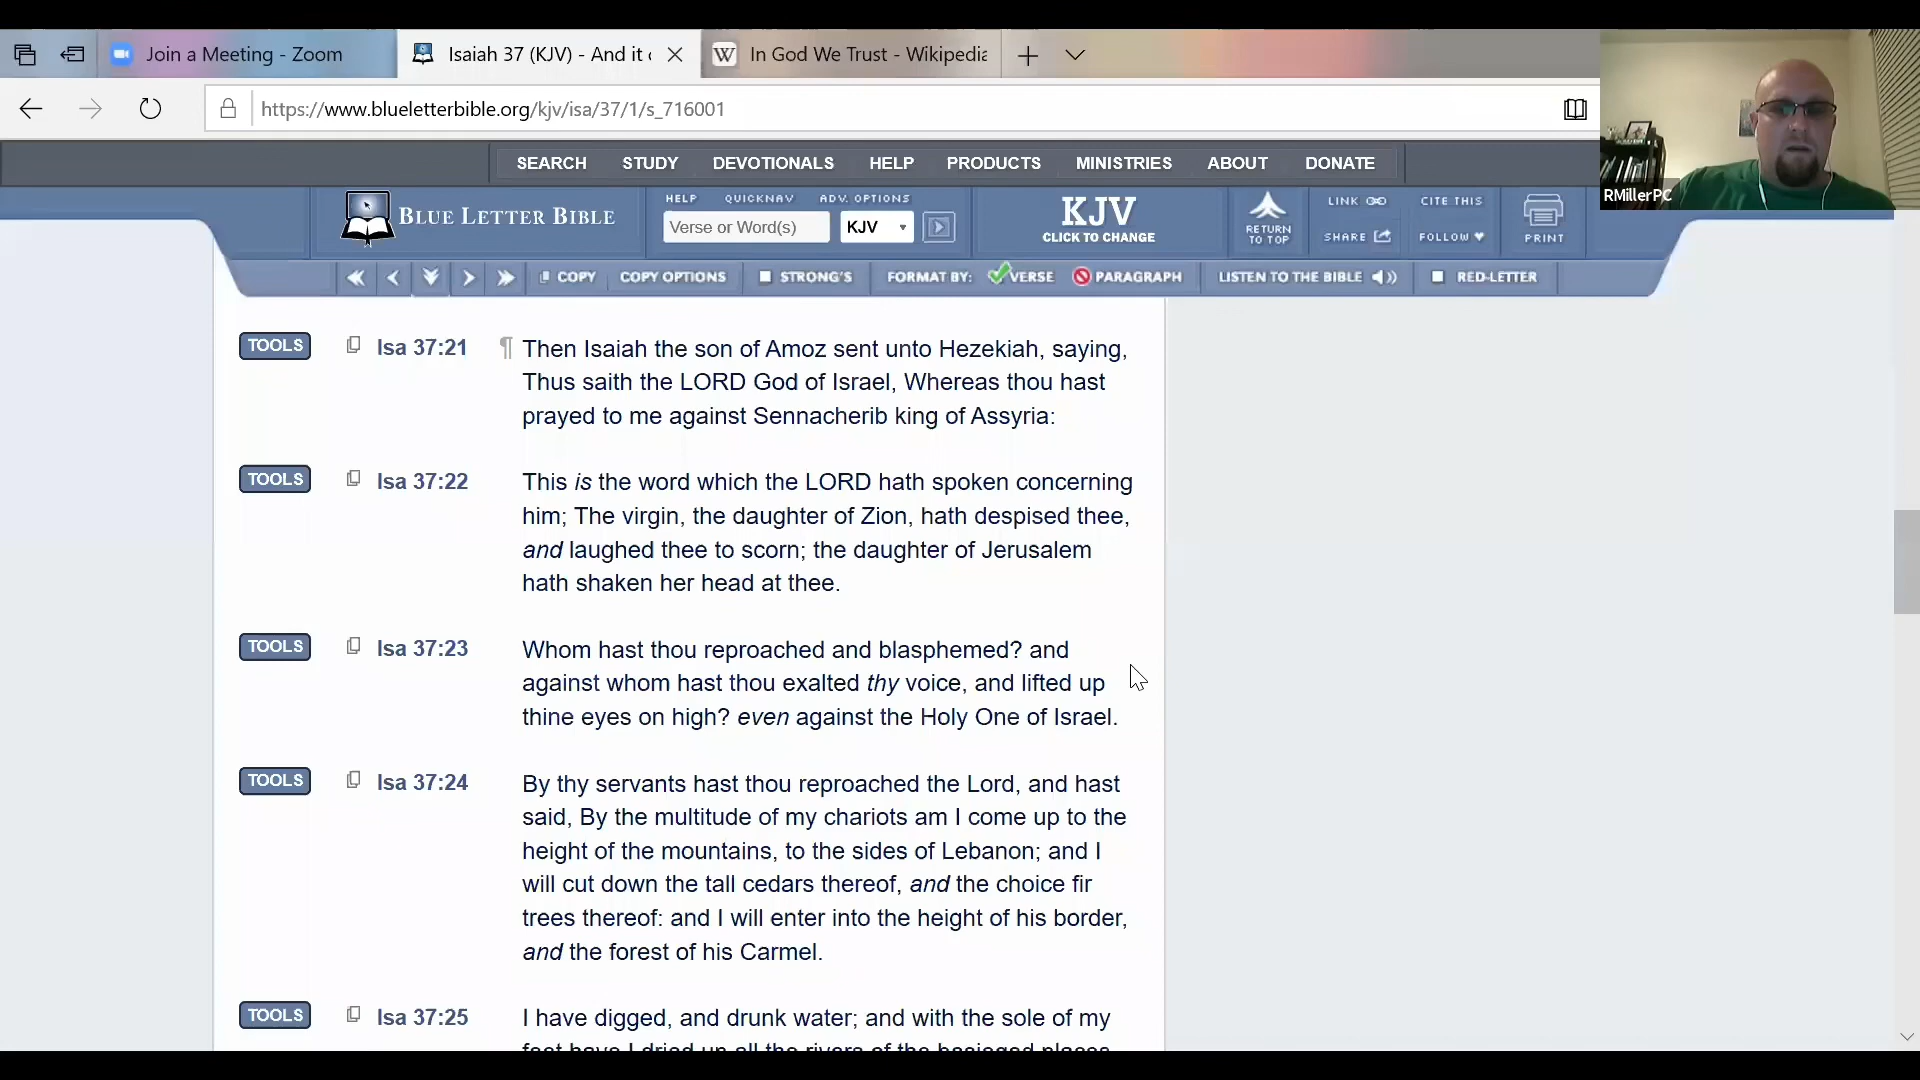 Join a Meeting - Zoom
Isaiah 37 (KJV) - And it c
In God We Trust - Wikipedia
https://www.blueletterbible.org/kjv/isa/37/1/s_716001
RMillerPC
SEARCH STUDY DEVOTIONALS HELP PRODUCTS MINISTRIES ABOUT DONATE
BLUE LETTER BIBLE
HELP QUICKNAV ADV. OPTIONS
Verse or Word(s) KJV
KJV
CLICK TO CHANGE
RETURN
TO TOP
LINK CITE THIS
SHARE FOLLOW
PRINT
COPY COPY OPTIONS STRONG'S FORMAT BY: VERSE PARAGRAPH LISTEN TO THE BIBLE RED-LETTER
TOOLS Isa 37:21 ¶ Then Isaiah the son of Amoz sent unto Hezekiah, saying,
Thus saith the LORD God of Israel, Whereas thou hast
prayed to me against Sennacherib king of Assyria:
TOOLS Isa 37:22 This is the word which the LORD hath spoken concerning
him; The virgin, the daughter of Zion, hath despised thee,
and laughed thee to scorn; the daughter of Jerusalem
hath shaken her head at thee.
TOOLS Isa 37:23 Whom hast thou reproached and blasphemed? and
against whom hast thou exalted thy voice, and lifted up
thine eyes on high? even against the Holy One of Israel.
TOOLS Isa 37:24 By thy servants hast thou reproached the Lord, and hast
said, By the multitude of my chariots am I come up to the
height of the mountains, to the sides of Lebanon; and I
will cut down the tall cedars thereof, and the choice fir
trees thereof: and I will enter into the height of his border,
and the forest of his Carmel.
TOOLS Isa 37:25 I have digged, and drunk water; and with the sole of my
feet have I dried up all the rivers of the besieged places.